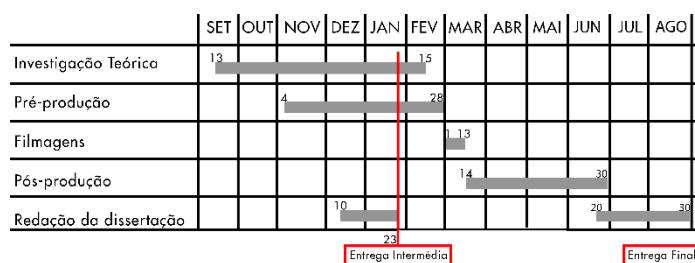 SET OUT NOV DEZ JAN FEV MAR ABR MAI JUN JUL AGO
Investigação Teórica 13 15
Pré-produção 4 28
Filmagens 1 13
Pós-produção 14 30
Redação da dissertação 10 20 30
23
Entrega Intermédia Entrega Final